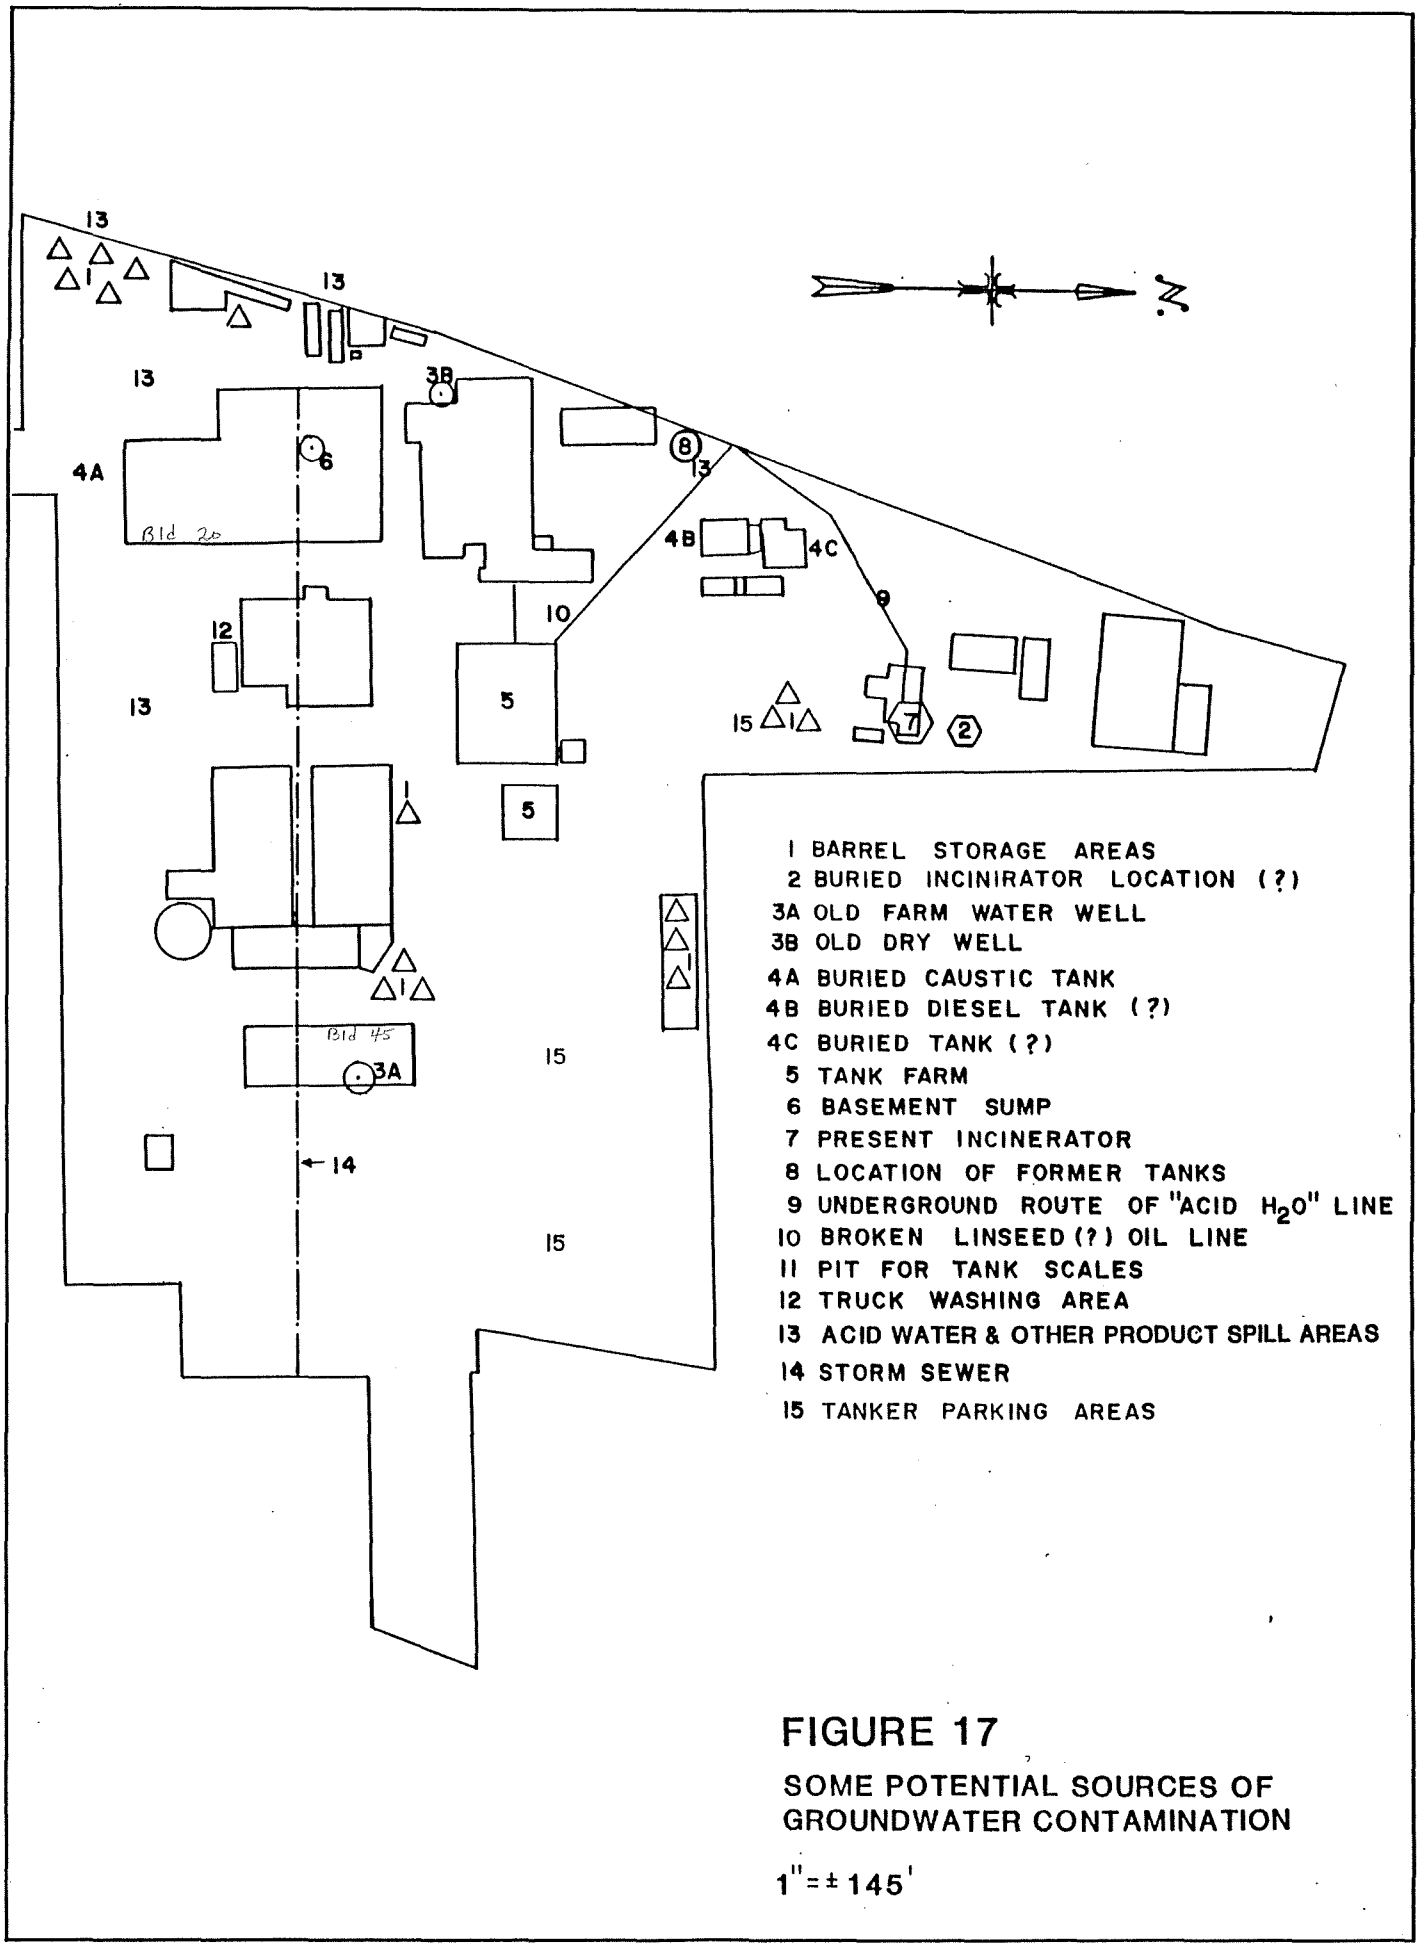 13
1
13
N
13
3B
6
8
13
4A
Bld 20
4B
4C
9
10
12
13
5
15
1
7
2
1
5
1 BARREL STORAGE AREAS
2 BURIED INCINIRATOR LOCATION (?)
3A OLD FARM WATER WELL
3B OLD DRY WELL
4A BURIED CAUSTIC TANK
4B BURIED DIESEL TANK (?)
4C BURIED TANK (?)
5 TANK FARM
6 BASEMENT SUMP
7 PRESENT INCINERATOR
8 LOCATION OF FORMER TANKS
9 UNDERGROUND ROUTE OF "ACID H2O" LINE
10 BROKEN LINSEED (?) OIL LINE
11 PIT FOR TANK SCALES
12 TRUCK WASHING AREA
13 ACID WATER & OTHER PRODUCT SPILL AREAS
14 STORM SEWER
15 TANKER PARKING AREAS
1
1
Bld 45
15
3A
14
15
FIGURE 17
SOME POTENTIAL SOURCES OF
GROUNDWATER CONTAMINATION
1"=±145'